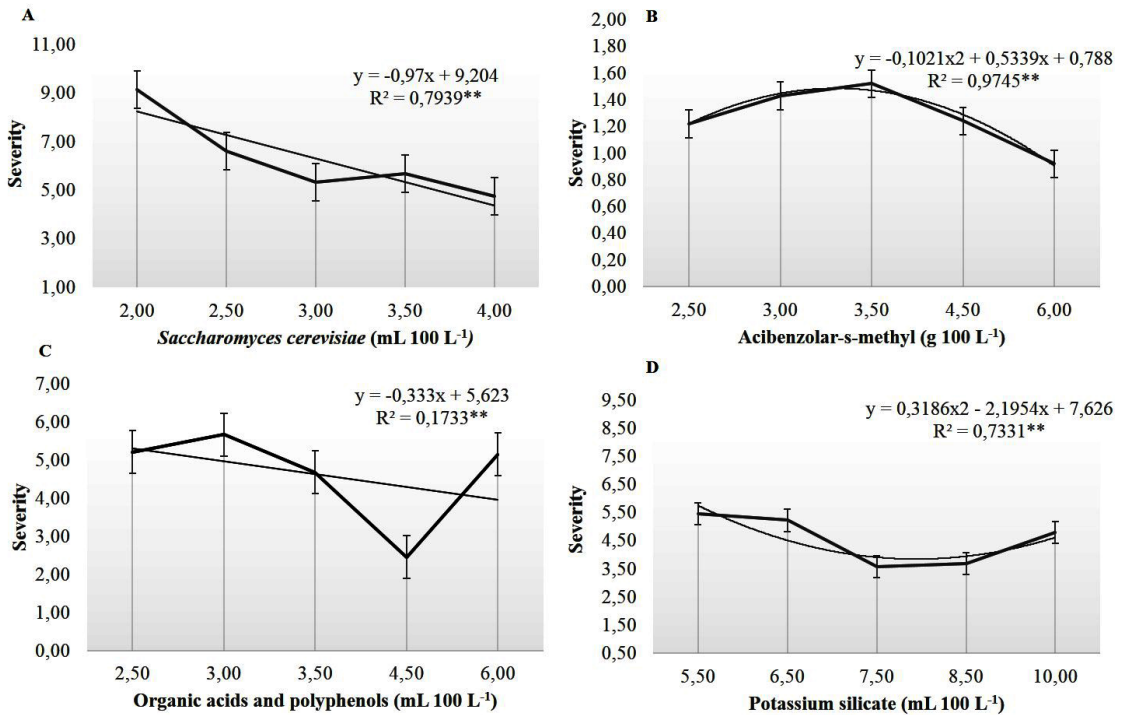 A
11,00
9,00
7,00
5,00
3,00
1,00
Severity
y = -0,97x + 9,204
R² = 0,7939**
2,00 2,50 3,00 3,50 4,00
Saccharomyces cerevisiae (mL 100 L⁻¹)
B
2,00
1,80
1,60
1,40
1,20
1,00
0,80
0,60
0,40
0,20
0,00
Severity
y = -0,1021x2 + 0,5339x + 0,788
R² = 0,9745**
2,50 3,00 3,50 4,50 6,00
Acibenzolar-s-methyl (g 100 L⁻¹)
C
7,00
6,00
5,00
4,00
3,00
2,00
1,00
0,00
Severity
y = -0,333x + 5,623
R² = 0,1733**
2,50 3,00 3,50 4,50 6,00
Organic acids and polyphenols (mL 100 L⁻¹)
D
9,50
8,50
7,50
6,50
5,50
4,50
3,50
2,50
1,50
0,50
Severity
y = 0,3186x2 - 2,1954x + 7,626
R² = 0,7331**
5,50 6,50 7,50 8,50 10,00
Potassium silicate (mL 100 L⁻¹)